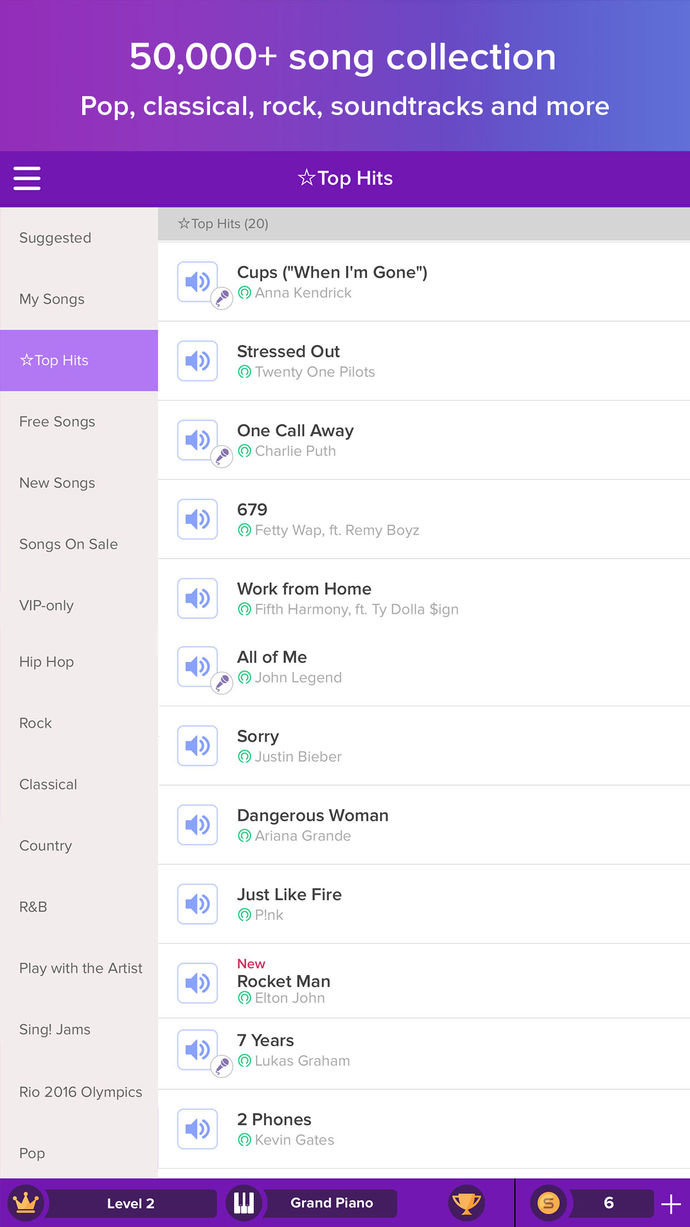 50,000+ song collection
Pop, classical, rock, soundtracks and more
☆Top Hits
Suggested
My Songs
☆Top Hits
Free Songs
New Songs
Songs On Sale
VIP-only
Hip Hop
Rock
Classical
Country
R&B
Play with the Artist
Sing! Jams
Rio 2016 Olympics
Pop
☆Top Hits (20)
Cups ("When I'm Gone")
Anna Kendrick
Stressed Out
Twenty One Pilots
One Call Away
Charlie Puth
679
Fetty Wap, ft. Remy Boyz
Work from Home
Fifth Harmony, ft. Ty Dolla $ign
All of Me
John Legend
Sorry
Justin Bieber
Dangerous Woman
Ariana Grande
Just Like Fire
P!nk
New
Rocket Man
Elton John
7 Years
Lukas Graham
2 Phones
Kevin Gates
Level 2
Grand Piano
S
6